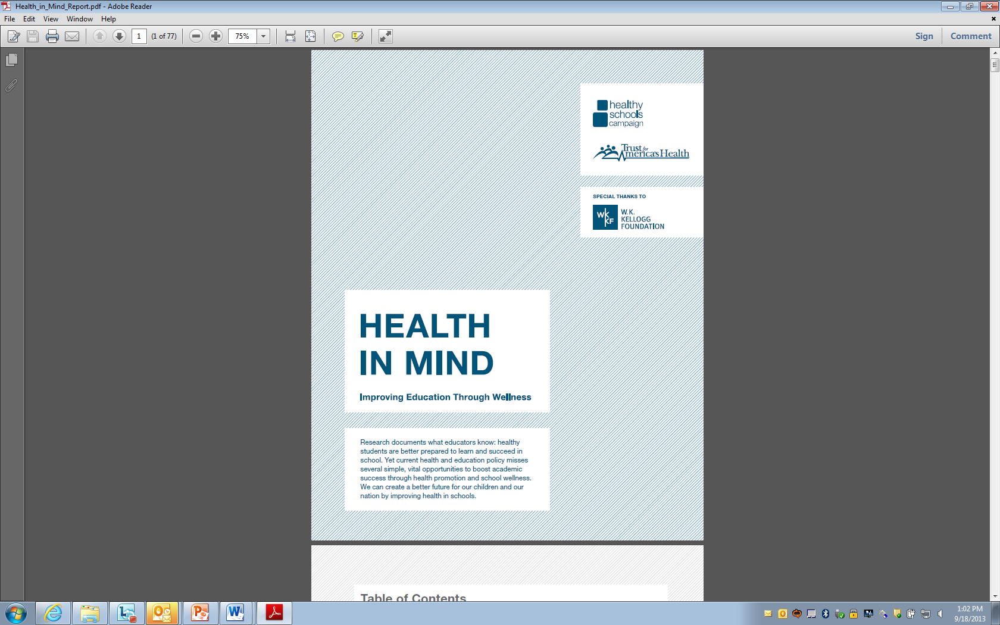 Health_in_Mind_Report.pdf - Adobe Reader
File Edit View Window Help
1 (1 of 77) 75% Sign Comment
healthy
schools
campaign
Trust for
America's Health
SPECIAL THANKS TO
WKKF
W.K.
KELLOGG
FOUNDATION
HEALTH
IN MIND
Improving Education Through Wellness
Research documents what educators know: healthy
students are better prepared to learn and succeed in
school. Yet current health and education policy misses
several simple, vital opportunities to boost academic
success through health promotion and school wellness.
We can create a better future for our children and our
nation by improving health in schools.
Table of Contents
1:02 PM
9/18/2013